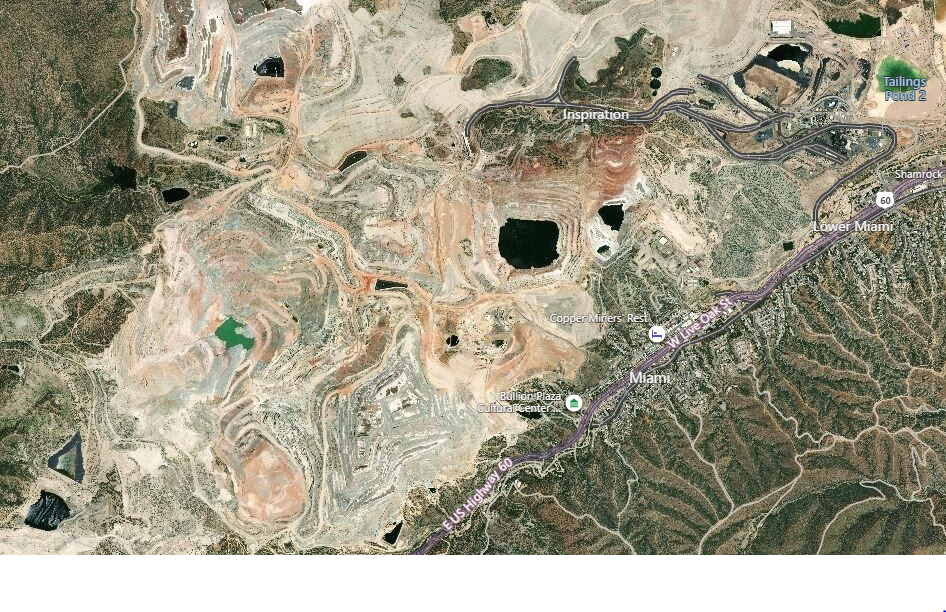 Tailings
Pond 2
Inspiration
Shamrock
60
Lower Miami
Copper Miners' Rest
W Live Oak St
Miami
Bullion Plaza
Cultural Center...
E US Highway 60